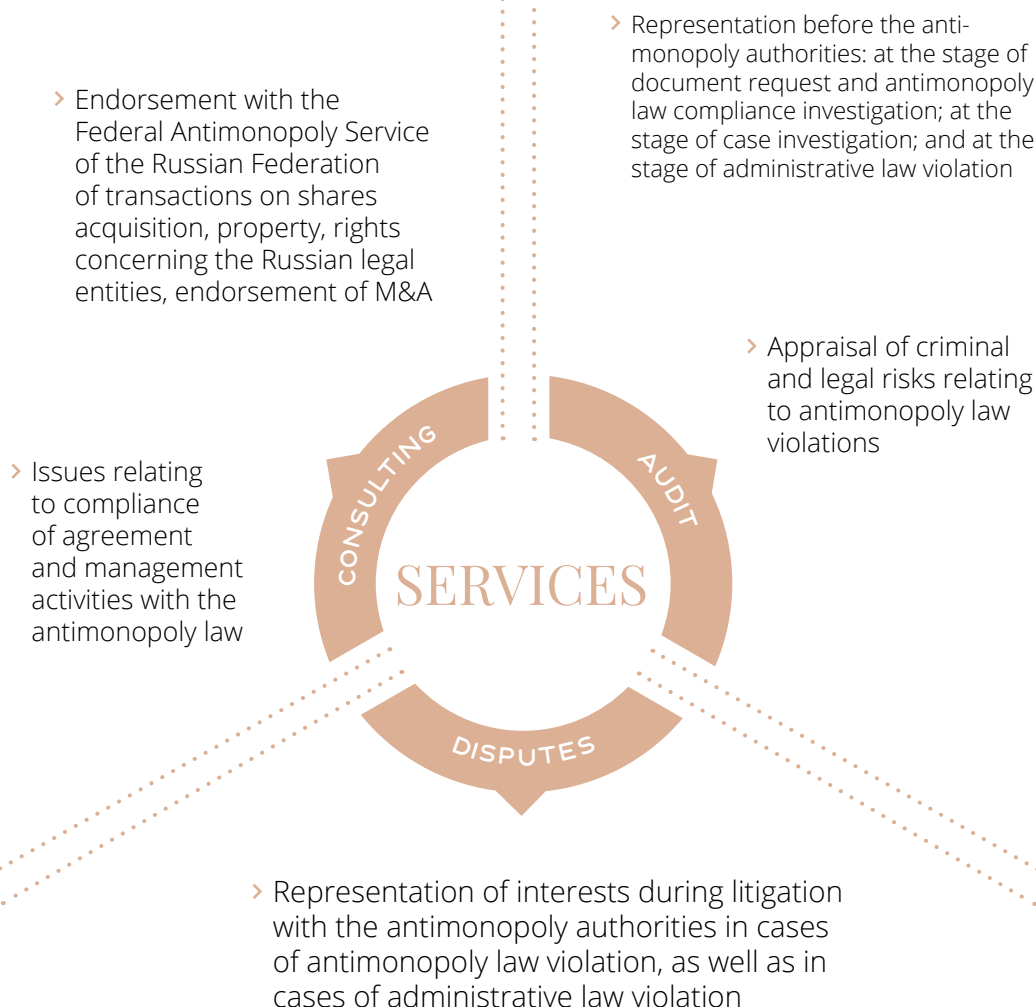 > Endorsement with the
Federal Antimonopoly Service
of the Russian Federation
of transactions on shares
acquisition, property, rights
concerning the Russian legal
entities, endorsement of M&A
> Issues relating
to compliance
of agreement
and management
activities with the
antimonopoly law
> Representation before the anti-
monopoly authorities: at the stage of
document request and antimonopoly
law compliance investigation; at the
stage of case investigation; and at the
stage of administrative law violation
> Appraisal of criminal
and legal risks relating
to antimonopoly law
violations
CONSULTING
AUDIT
SERVICES
DISPUTES
> Representation of interests during litigation
with the antimonopoly authorities in cases
of antimonopoly law violation, as well as in
cases of administrative law violation